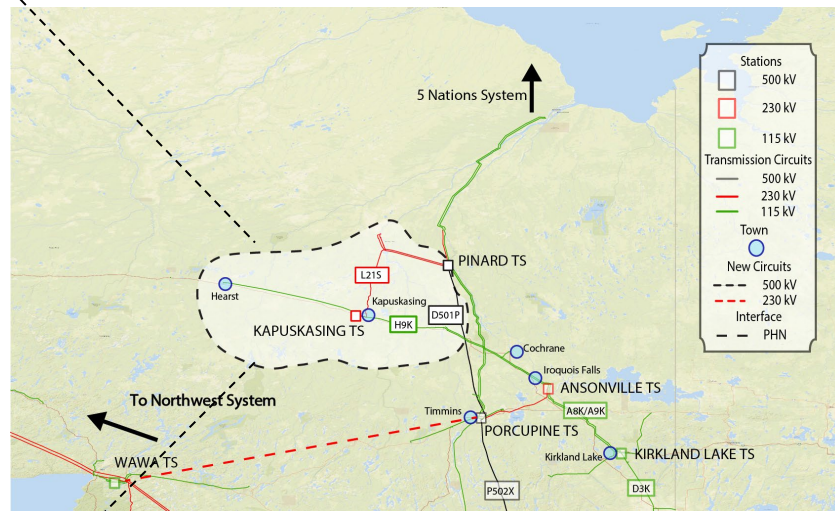 5 Nations System
Stations
500 kV
230 kV
115 kV
Transmission Circuits
500 kV
230 kV
115 kV
Town
New Circuits
500 kV
230 kV
Interface
PHN
PINARD TS
L21S
Hearst
Kapuskasing
KAPUSKASING TS
H9K
D501P
Cochrane
Iroquois Falls
ANSONVILLE TS
To Northwest System
Timmins
A8K/A9K
PORCUPINE TS
Kirkland Lake
KIRKLAND LAKE TS
WAWA TS
P502X
D3K